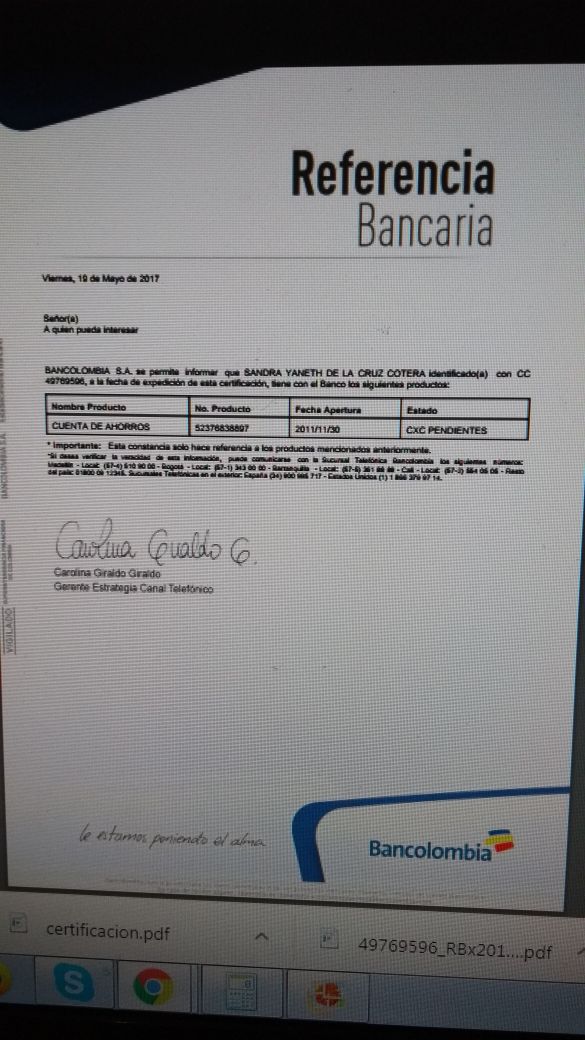 Referencia
Bancaria
Viernes, 19 de Mayo de 2017
Señor(a)
A quien pueda interesar
BANCOLOMBIA S.A. se permite informar que SANDRA YANETH DE LA CRUZ COTERA identificado(a) con CC
49769596, a la fecha de expedición de esta certificación, tiene con el Banco los siguientes productos:
Nombre Producto No. Producto Fecha Apertura Estado
CUENTA DE AHORROS 52376838897 2011/11/30 CXC PENDIENTES
* Importante: Esta constancia solo hace referencia a los productos mencionados anteriormente.
*Si desea verificar la veracidad de esta información, puede comunicarse con la Sucursal Telefónica Bancolombia los siguientes números:
Medellín - Local: (57-4) 510 90 00 - Bogotá - Local: (57-1) 343 00 00 - Barranquilla - Local: (57-5) 361 88 88 - Cali - Local: (57-2) 554 05 05 - Resto
del país: 01800 09 12345. Sucursales Telefónicas en el exterior: España (34) 900 995 717 - Estados Unidos (1) 1 866 379 97 14.
Carolina Giraldo G.
Carolina Giraldo Giraldo
Gerente Estrategia Canal Telefónico
VIGILADO SUPERINTENDENCIA FINANCIERA
DE COLOMBIA
le estamos poniendo el alma
Bancolombia
certificacion.pdf
49769596_RBx201....pdf